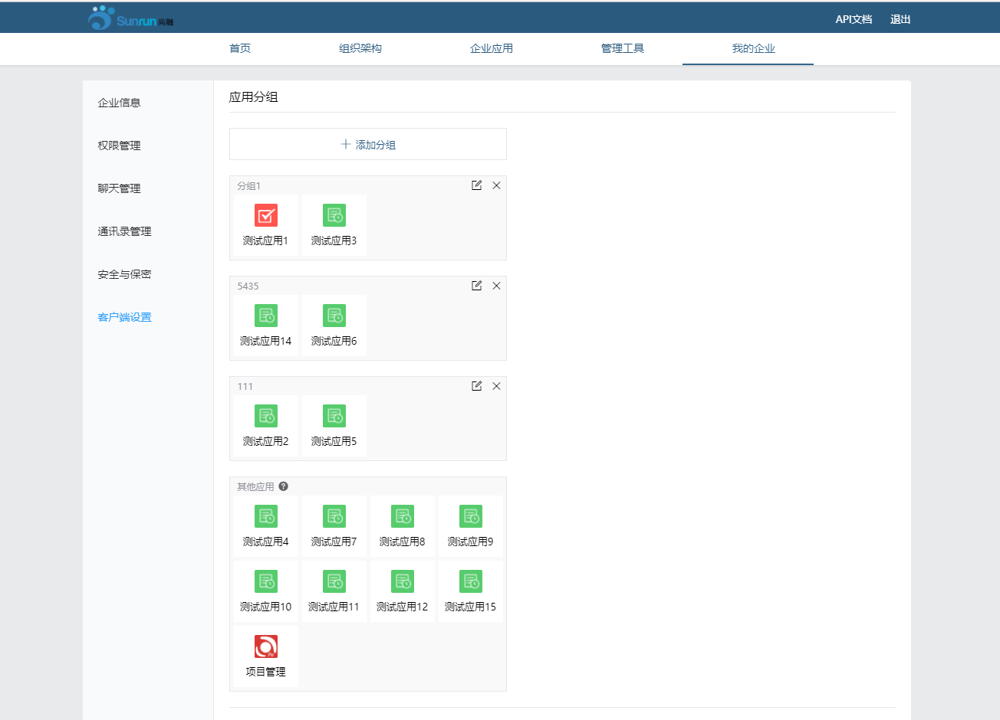 Sunrun 尚融
API文档 退出
首页 组织架构 企业应用 管理工具 我的企业
企业信息
权限管理
聊天管理
通讯录管理
安全与保密
客户端设置
应用分组
添加分组
分组1
测试应用1 测试应用3
5435
测试应用14 测试应用6
111
测试应用2 测试应用5
其他应用 ?
测试应用4 测试应用7 测试应用8 测试应用9
测试应用10 测试应用11 测试应用12 测试应用15
项目管理